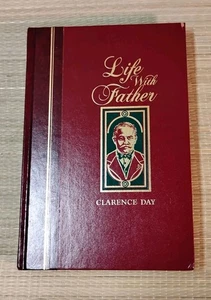 Life
With
Father
CLARENCE DAY